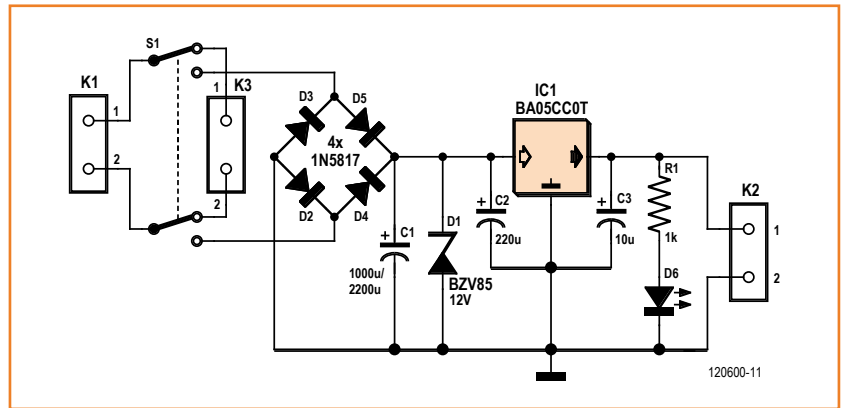 S1
K1
1
2
1
K3
2
D3
D5
4x
1N5817
D2
D4
+
C1
1000u/
2200u
D1
BZV85
12V
+
C2
220u
IC1
BA05CC0T
+
C3
10u
R1
1k
D6
K2
1
2
120600-11